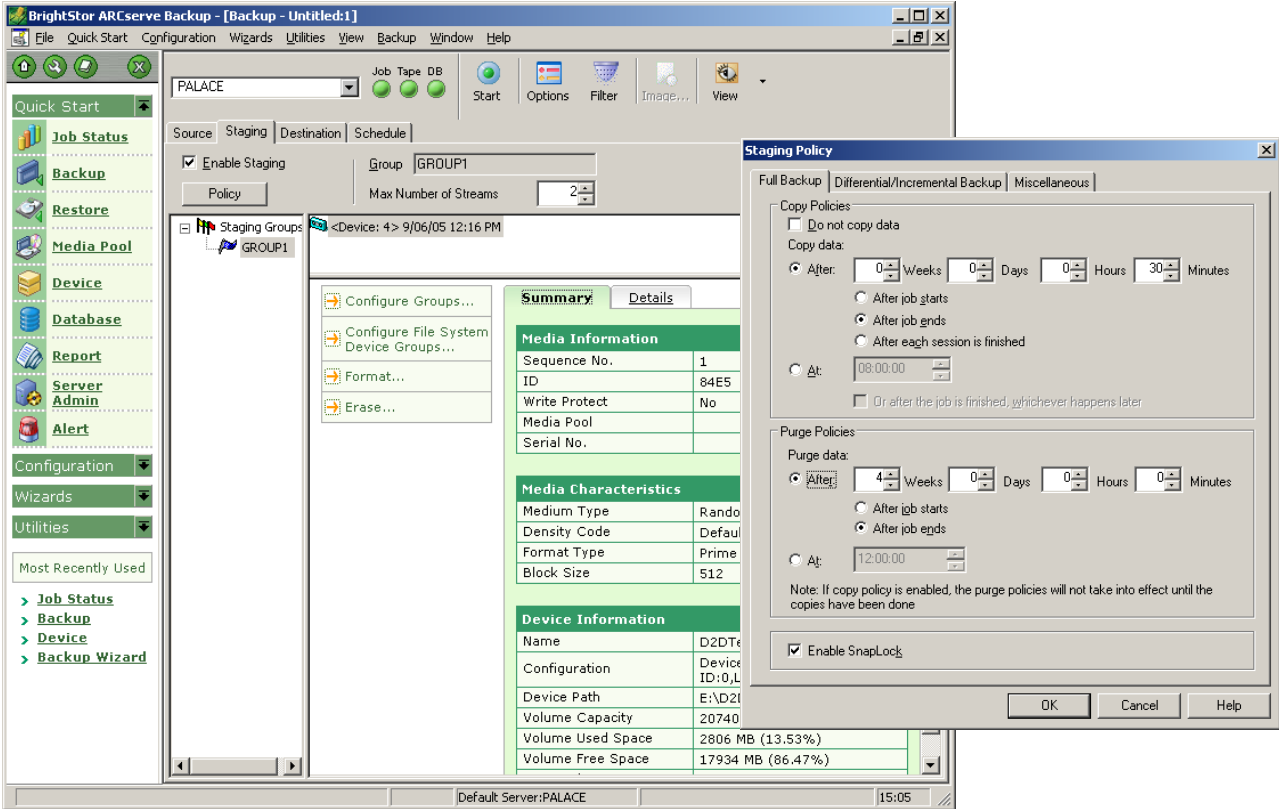 BrightStor ARCserve Backup - [Backup - Untitled:1]
File Quick Start Configuration Wizards Utilities View Backup Window Help
Quick Start
Job Status
Backup
Restore
Media Pool
Device
Database
Report
Server
Admin
Alert
Configuration
Wizards
Utilities
Most Recently Used
Job Status
Backup
Device
Backup Wizard
PALACE
Job Tape DB
Start
Options
Filter
Image...
View
Source Staging Destination Schedule
Enable Staging
Policy
Group GROUP1
Max Number of Streams 2
Staging Groups
GROUP1
<Device: 4> 9/06/05 12:16 PM
Configure Groups...
Configure File System
Device Groups...
Format...
Erase...
Summary Details
Media Information
Sequence No. 1
ID 84E5
Write Protect No
Media Pool
Serial No.
Media Characteristics
Medium Type Rando
Density Code Defaul
Format Type Prime
Block Size 512
Device Information
Name D2DTe
Configuration Device
ID:0,L
Device Path E:\D2
Volume Capacity 20740
Volume Used Space 2806 MB (13.53%)
Volume Free Space 17934 MB (86.47%)
Default Server:PALACE
15:05
Staging Policy
Full Backup Differential/Incremental Backup Miscellaneous
Copy Policies
Do not copy data
Copy data:
After: 0 Weeks 0 Days 0 Hours 30 Minutes
After job starts
After job ends
After each session is finished
At: 08:00:00
Or after the job is finished, whichever happens later
Purge Policies
Purge data:
After: 4 Weeks 0 Days 0 Hours 0 Minutes
After job starts
After job ends
At: 12:00:00
Note: If copy policy is enabled, the purge policies will not take into effect until the
copies have been done
Enable SnapLock
OK Cancel Help